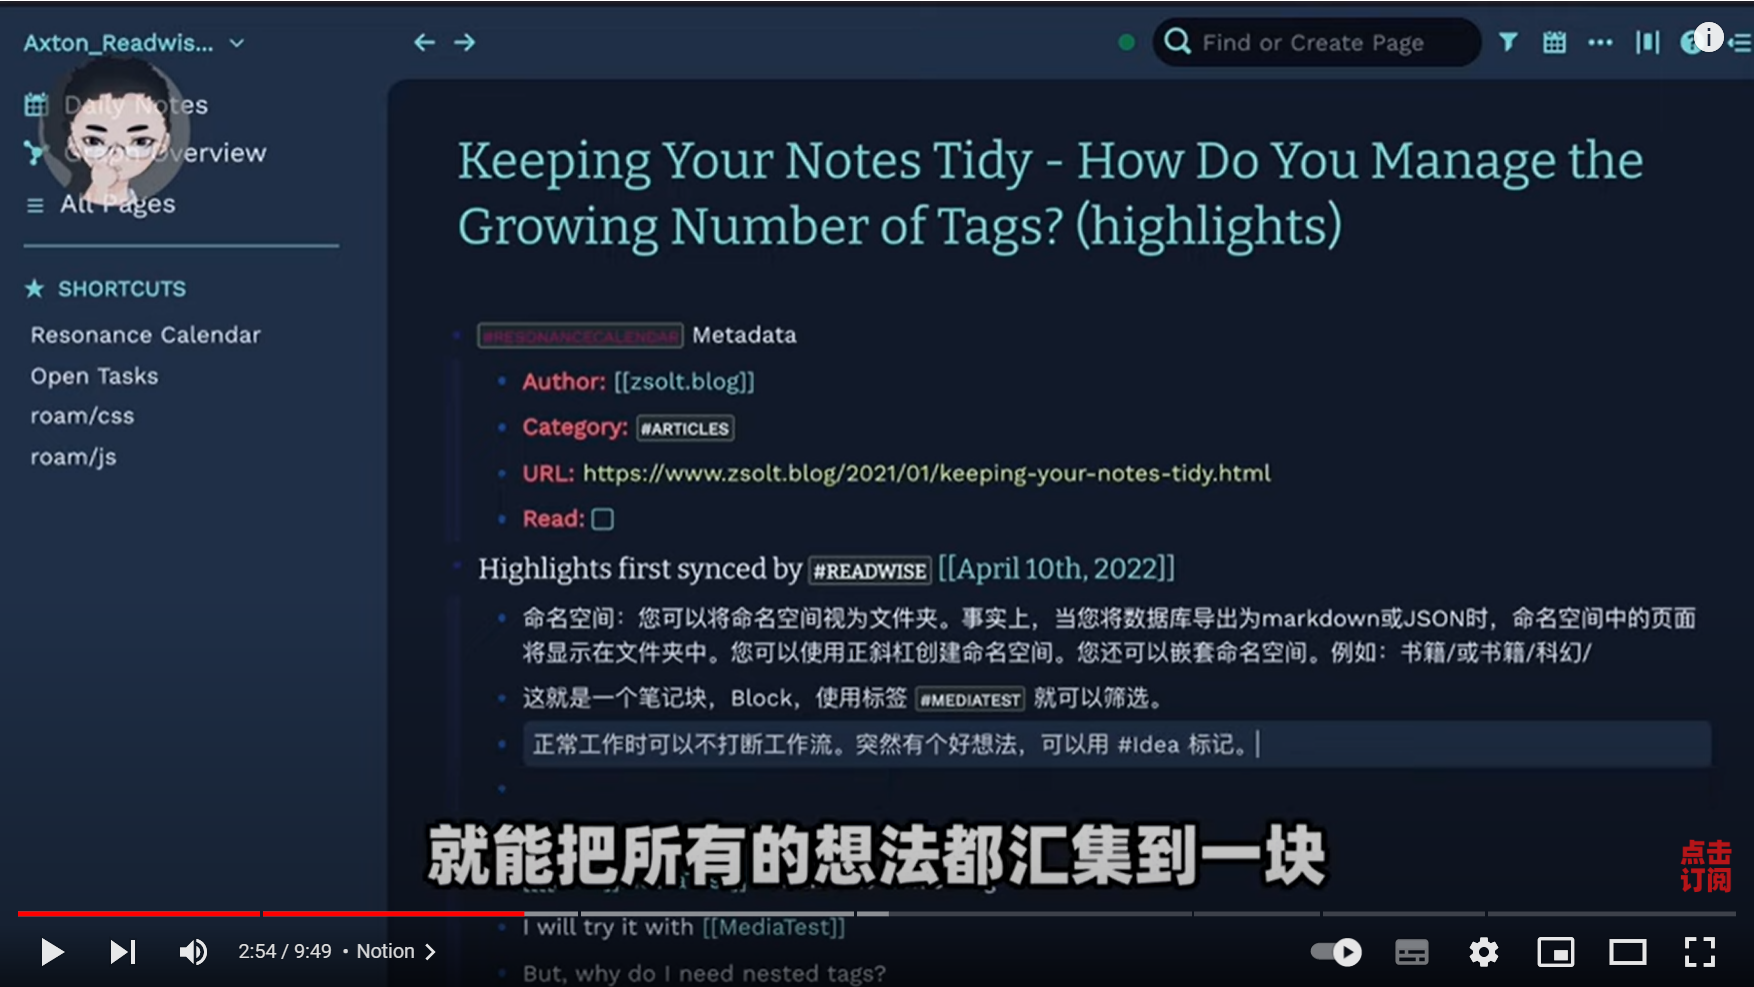 Axton_Readwis...
Find or Create Page
Daily Notes
Graph Overview
All Pages
SHORTCUTS
Resonance Calendar
Open Tasks
roam/css
roam/js
Keeping Your Notes Tidy - How Do You Manage the
Growing Number of Tags? (highlights)
#RESONANCECALENDAR Metadata
Author: [[zsolt.blog]]
Category: #ARTICLES
URL: https://www.zsolt.blog/2021/01/keeping-your-notes-tidy.html
Read:
Highlights first synced by #READWISE [[April 10th, 2022]]
命名空间：您可以将命名空间视为文件夹。事实上，当您将数据库导出为markdown或JSON时，命名空间中的页面
将显示在文件夹中。您可以使用正斜杠创建命名空间。您还可以嵌套命名空间。例如：书籍/或书籍/科幻/
这就是一个笔记块，Block，使用标签 #MEDIATEST 就可以筛选。
正常工作时可以不打断工作流。突然有个好想法，可以用 #Idea 标记。
就能把所有的想法都汇集到一块
点击
订阅
I will try it with [[MediaTest]]
2:54 / 9:49 • Notion
But, why do I need nested tags?